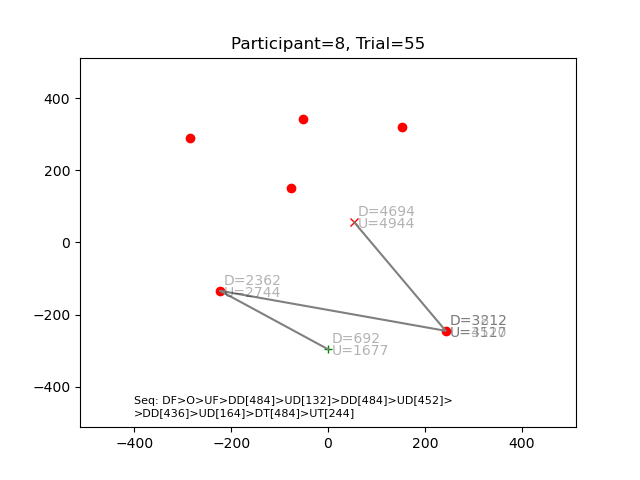 Participant=8, Trial=55
400
200
0
−200
−400
D=4694
U=4944
D=2362
U=2744
D=692
U=1677
Seq: DF>O>UF>DD[484]>UD[132]>DD[484]>UD[452]>
>DD[436]>UD[164]>DT[484]>UT[244]
−400
−200
0
200
400